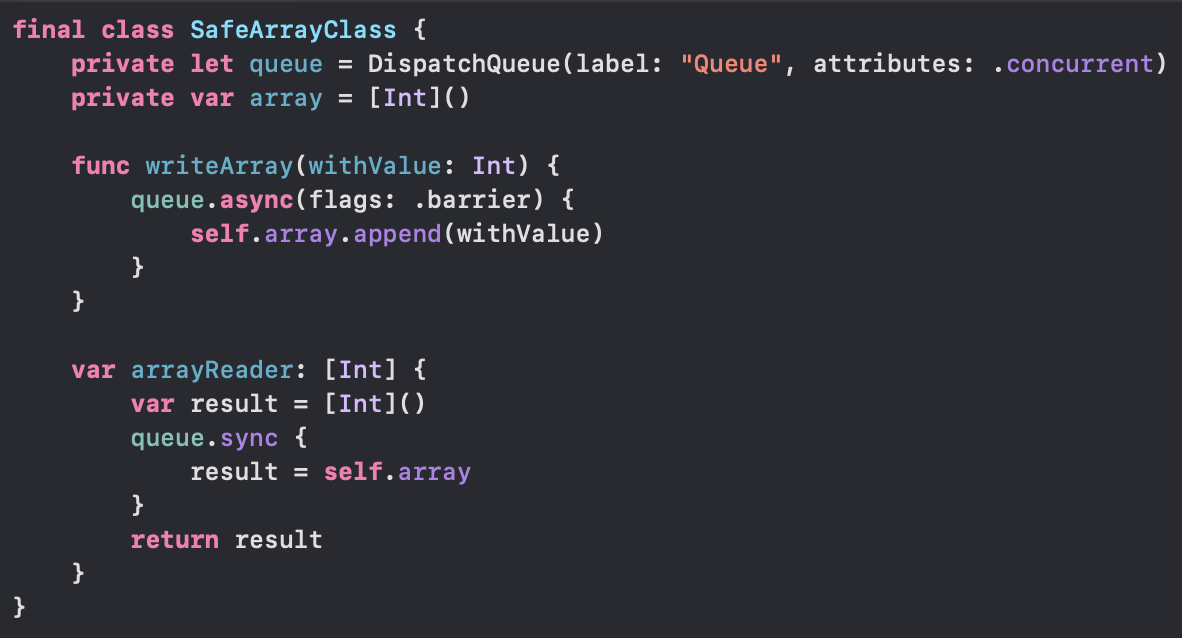 final class SafeArrayClass {
    private let queue = DispatchQueue(label: "Queue", attributes: .concurrent)
    private var array = [Int]()

    func writeArray(withValue: Int) {
        queue.async(flags: .barrier) {
            self.array.append(withValue)
        }
    }

    var arrayReader: [Int] {
        var result = [Int]()
        queue.sync {
            result = self.array
        }
        return result
    }
}